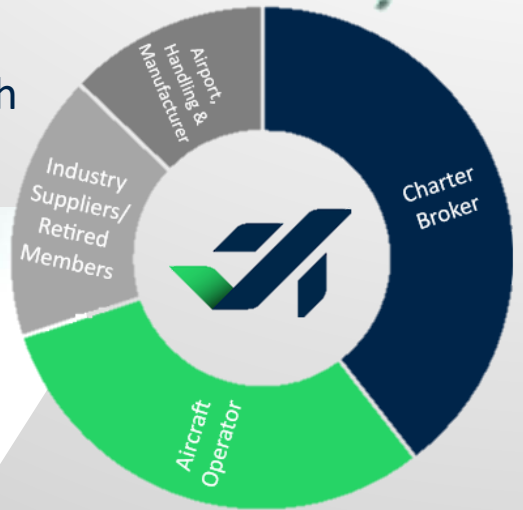 h
Airport,
Handling &
Manufacturer
Industry
Suppliers/
Retired
Members
Charter
Broker
Aircraft
Operator